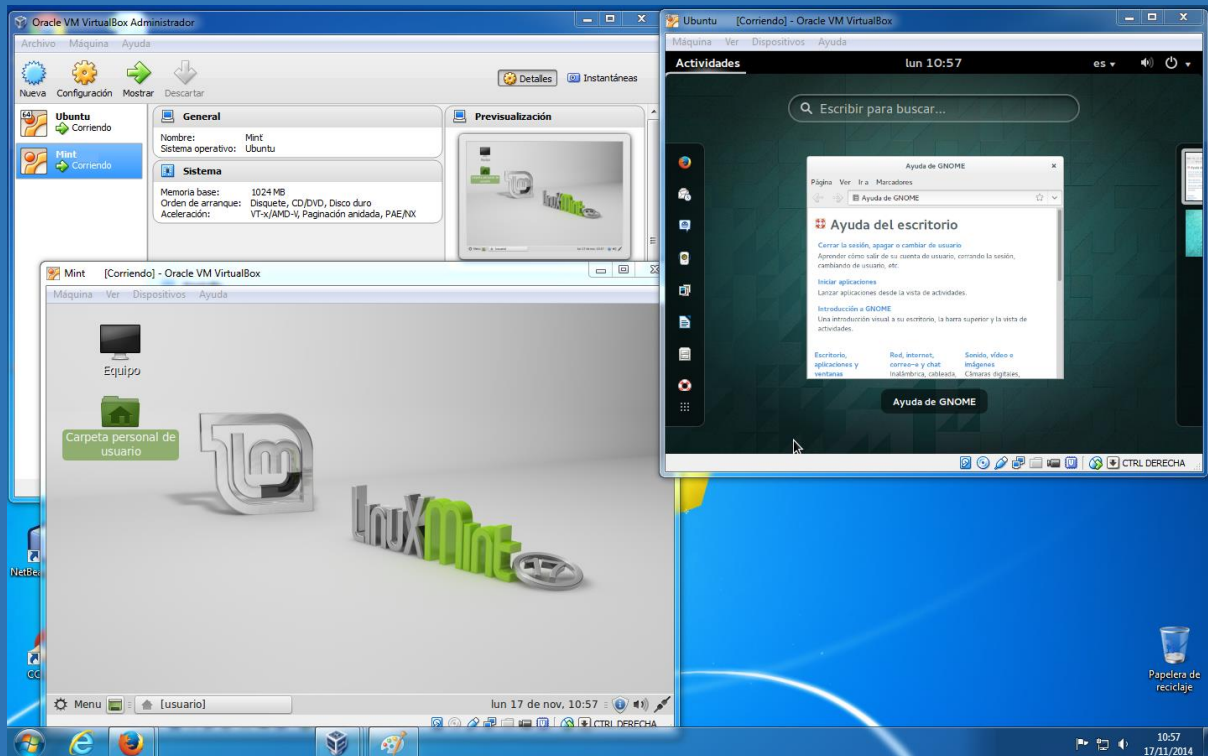 Oracle VM VirtualBox Administrador
Archivo Máquina Ayuda
Nueva Configuración Mostrar Descartar
Detalles Instantáneas
64 Ubuntu
Corriendo
Mint
Corriendo
General
Nombre: Mint
Sistema operativo: Ubuntu
Sistema
Memoria base: 1024 MB
Orden de arranque: Disquete, CD/DVD, Disco duro
Aceleración: VT-x/AMD-V, Paginación anidada, PAE/NX
Previsualización
Ubuntu [Corriendo] - Oracle VM VirtualBox
Máquina Ver Dispositivos Ayuda
Actividades lun 10:57 es
Escribir para buscar...
Ayuda de GNOME
Página Ver Ir a Marcadores
Ayuda de GNOME
Ayuda del escritorio
Cerrar la sesión, apagar o cambiar de usuario
Aprender cómo salir de su cuenta de usuario, cerrando la sesión,
cambiando de usuario, etc.
Iniciar aplicaciones
Lanzar aplicaciones desde la vista de actividades.
Introducción a GNOME
Una introducción visual a su escritorio, la barra superior y la vista de
actividades.
Escritorio,
aplicaciones y
ventanas
Red, internet,
correo-e y chat
Inalámbrica, cableada,
Sonido, vídeo e
imágenes
Cámaras digitales,
Ayuda de GNOME
CTRL DERECHA
Mint [Corriendo] - Oracle VM VirtualBox
Máquina Ver Dispositivos Ayuda
Equipo
Carpeta personal de
usuario
lm
linuxMint 17
Menu [usuario] lun 17 de nov, 10:57
CTRL DERECHA
Papelera de
reciclaje
10:57
17/11/2014